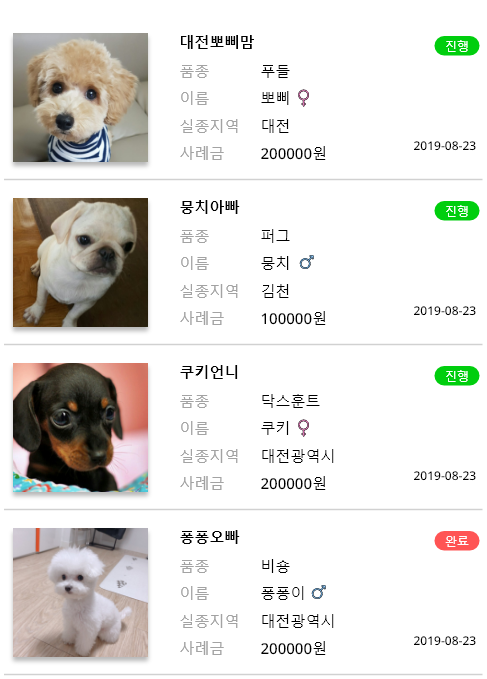 대전뽀삐맘 진행
품종 푸들
이름 뽀삐 ♀
실종지역 대전
사례금 200000원 2019-08-23
뭉치아빠 진행
품종 퍼그
이름 뭉치 ♂
실종지역 김천
사례금 100000원 2019-08-23
쿠키언니 진행
품종 닥스훈트
이름 쿠키 ♀
실종지역 대전광역시
사례금 200000원 2019-08-23
퐁퐁오빠 완료
품종 비숑
이름 퐁퐁이 ♂
실종지역 대전광역시
사례금 200000원 2019-08-23